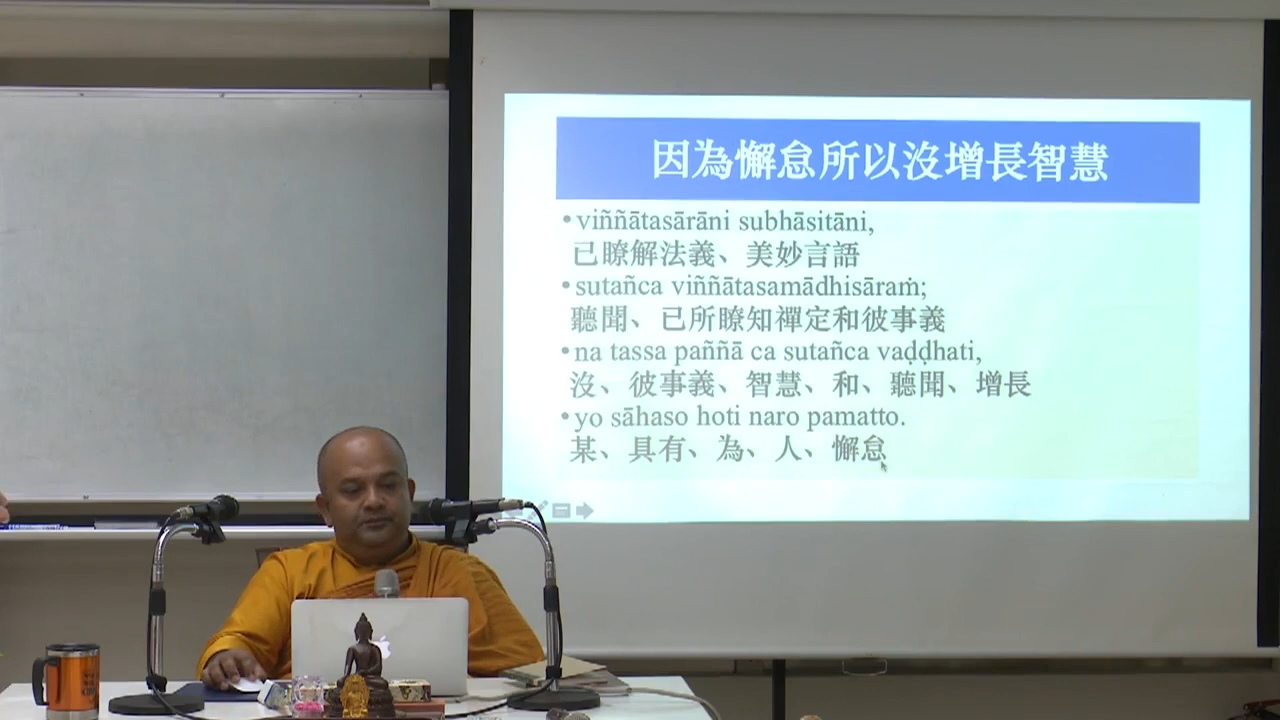 因為懈怠所以沒增長智慧
•viññātasārāni subhāsitāni,
已瞭解法義、美妙言語
•sutañca viññātasamādhisāraṁ;
聽聞、已所瞭知禪定和彼事義
•na tassa paññā ca sutañca vaḍḍhati,
沒、彼事義、智慧、和、聽聞、增長
•yo sāhaso hoti naro pamatto.
某、具有、為、人、懈怠